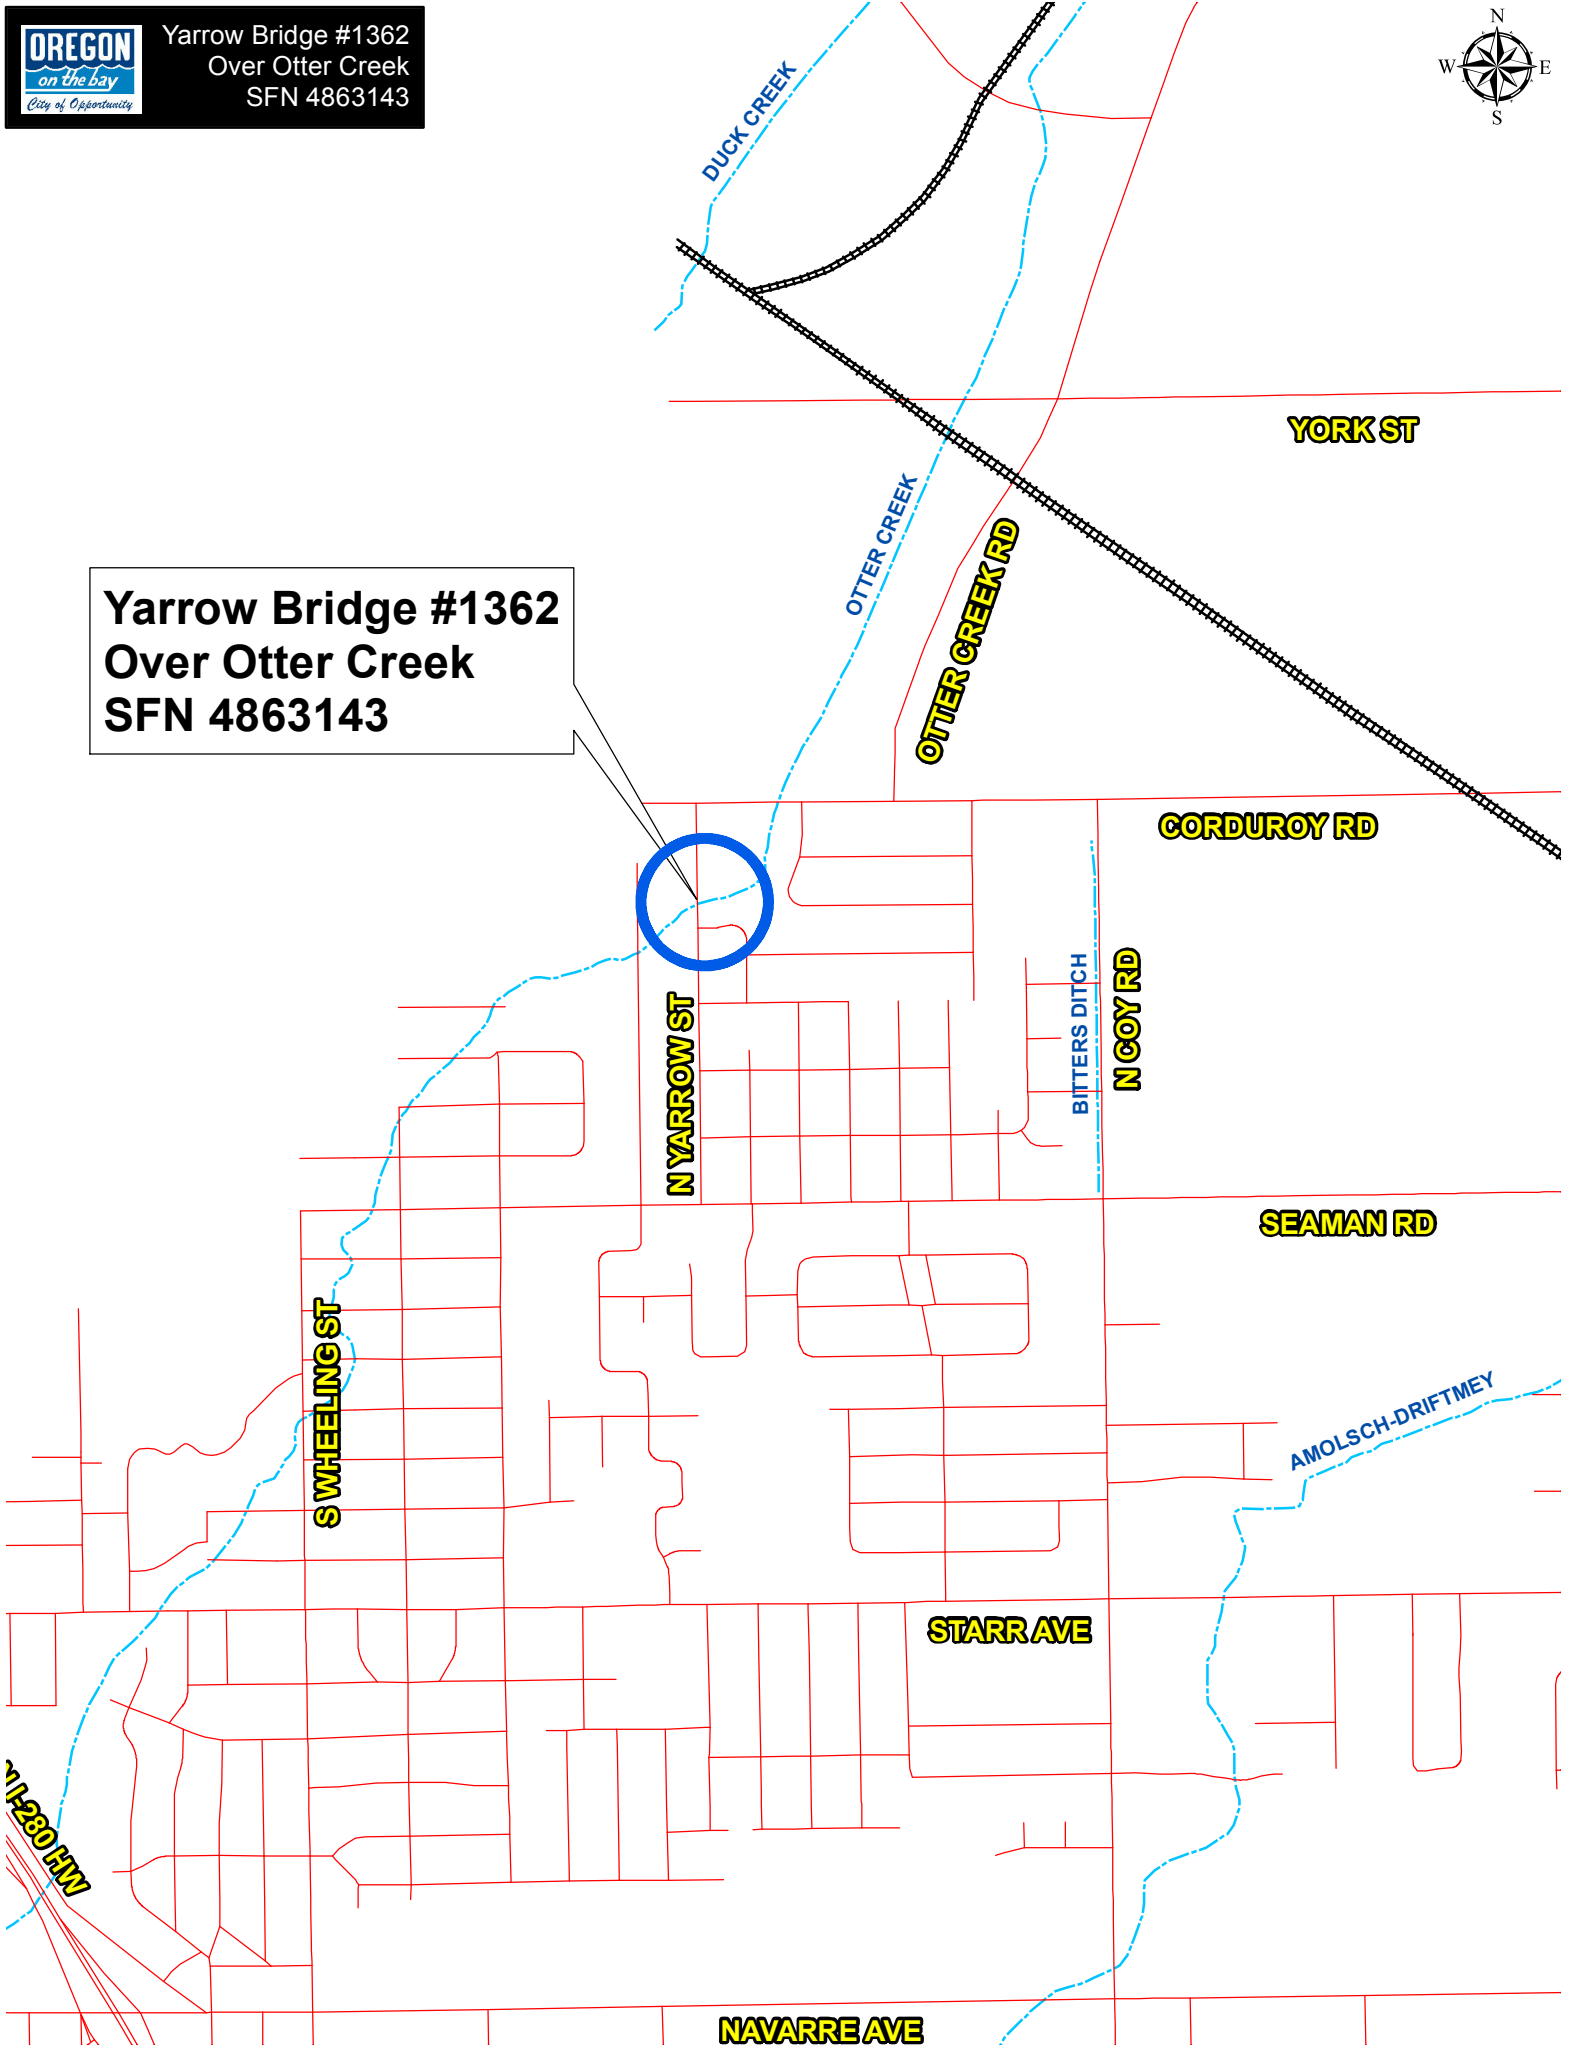 OREGON
on the bay
City of Opportunity
Yarrow Bridge #1362
Over Otter Creek
SFN 4863143
N
W
E
S
DUCK CREEK
YORK ST
OTTER CREEK
OTTER CREEK RD
Yarrow Bridge #1362
Over Otter Creek
SFN 4863143
CORDUROY RD
N YARROW ST
BITTERS DITCH
N COY RD
SEAMAN RD
S WHEELING ST
AMOLSCH-DRIFTMEY
STARR AVE
I-280 HW
NAVARRE AVE